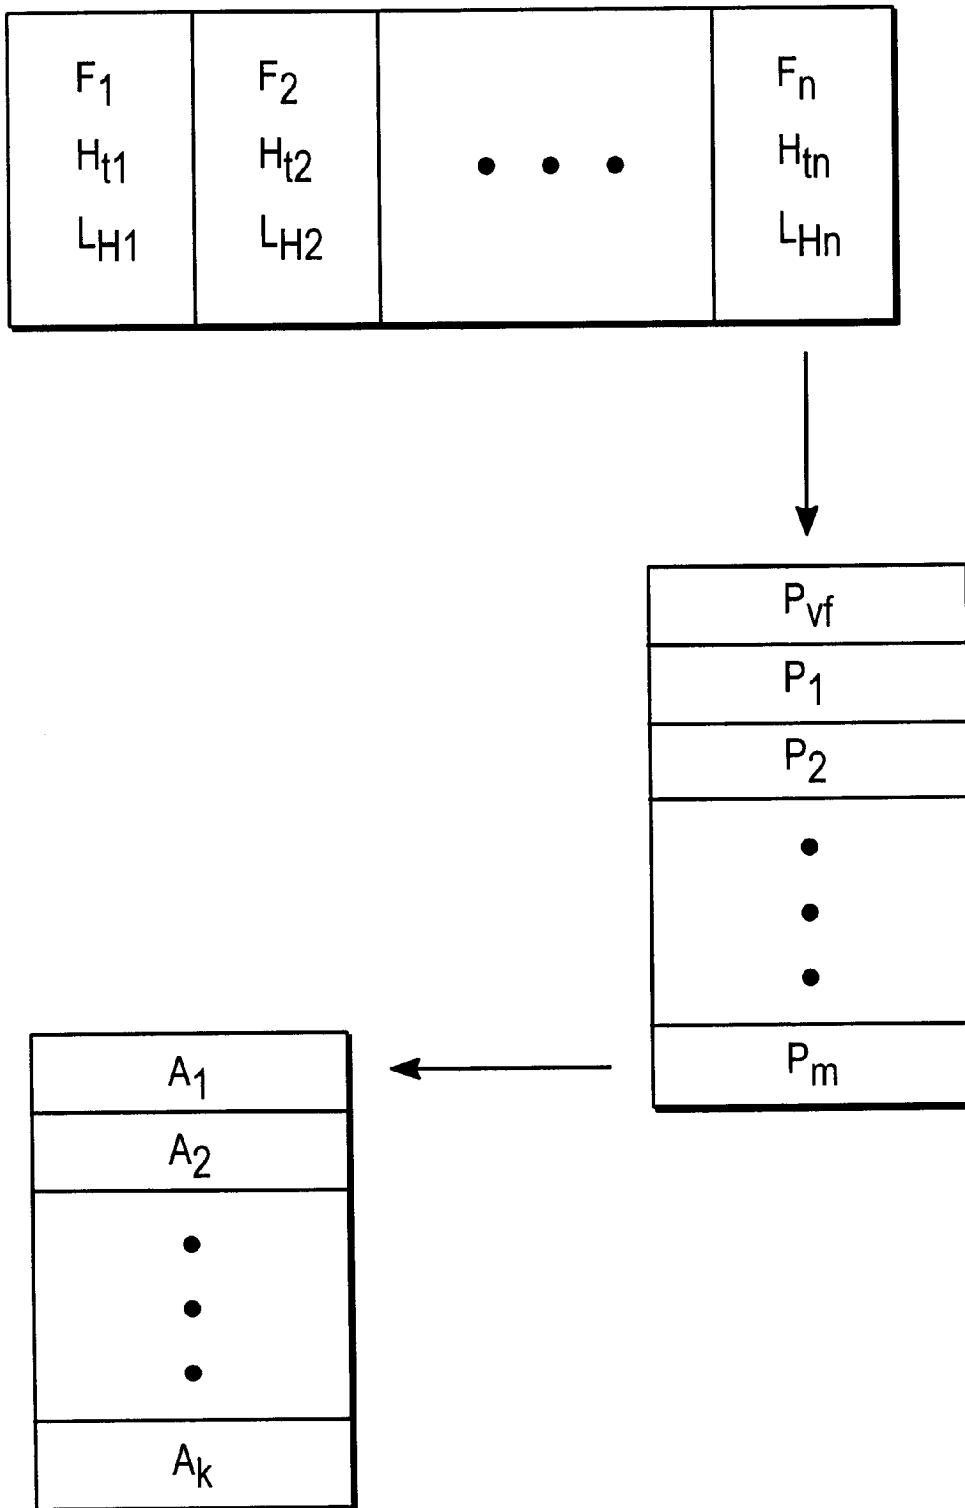 F1 F2 Fn
Ht1 Ht2 • • • Htn
LH1 LH2 LHn
Pvf
P1
P2
•
•
•
Pm
A1
A2
•
•
•
Ak